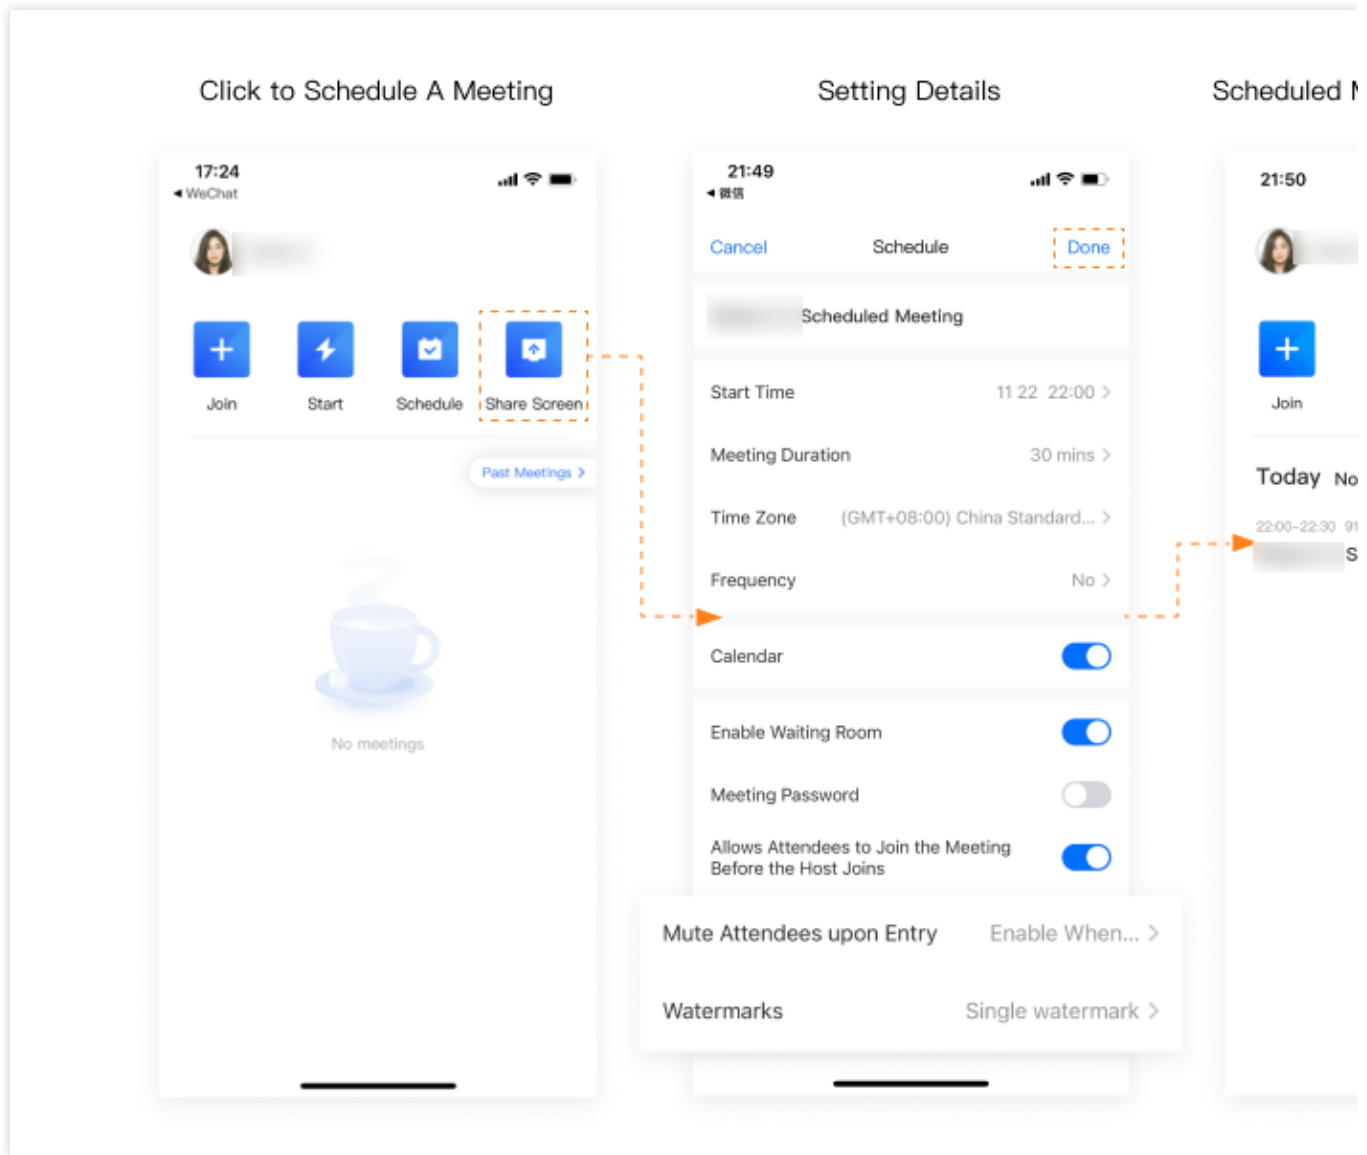 Click to Schedule A Meeting
Setting Details
Scheduled
17:24
WeChat
Join
Start
Schedule
Share Screen
Past Meetings >
No meetings
21:49
微信
Cancel
Schedule
Done
Scheduled Meeting
Start Time
11 22 22:00 >
Meeting Duration
30 mins >
Time Zone
(GMT+08:00) China Standard... >
Frequency
No >
Calendar
Enable Waiting Room
Meeting Password
Allows Attendees to Join the Meeting
Before the Host Joins
Mute Attendees upon Entry
Enable When... >
Watermarks
Single watermark >
21:50
Join
Today
22:00-22:30